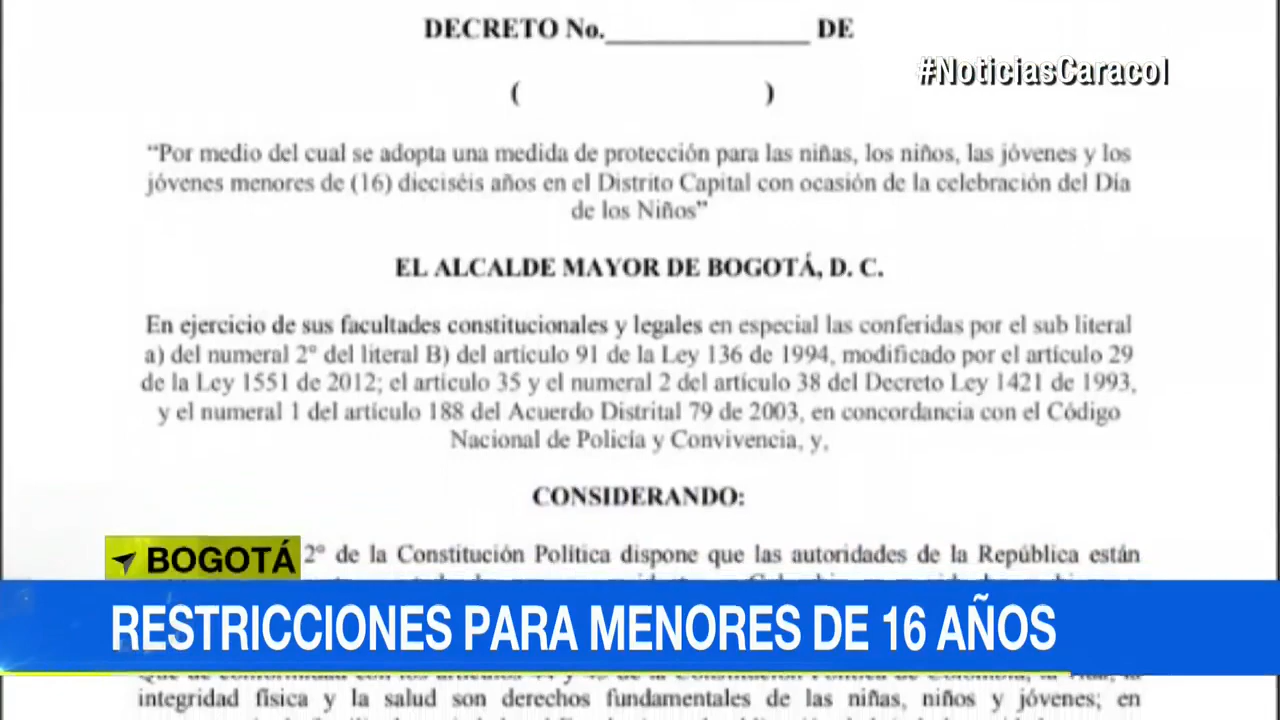 DECRETO No.________________ DE
#NoticiasCaracol
( )
“Por medio del cual se adopta una medida de protección para las niñas, los niños, las jóvenes y los
jóvenes menores de (16) dieciséis años en el Distrito Capital con ocasión de la celebración del Día
de los Niños”
EL ALCALDE MAYOR DE BOGOTÁ, D. C.
En ejercicio de sus facultades constitucionales y legales en especial las conferidas por el sub literal
a) del numeral 2° del literal B) del artículo 91 de la Ley 136 de 1994, modificado por el artículo 29
de la Ley 1551 de 2012; el artículo 35 y el numeral 2 del artículo 38 del Decreto Ley 1421 de 1993,
y el numeral 1 del artículo 188 del Acuerdo Distrital 79 de 2003, en concordancia con el Código
Nacional de Policía y Convivencia, y,
CONSIDERANDO:
BOGOTÁ
2° de la Constitución Política dispone que las autoridades de la República están
RESTRICCIONES PARA MENORES DE 16 AÑOS
integridad física y la salud son derechos fundamentales de las niñas, niños y jóvenes; en